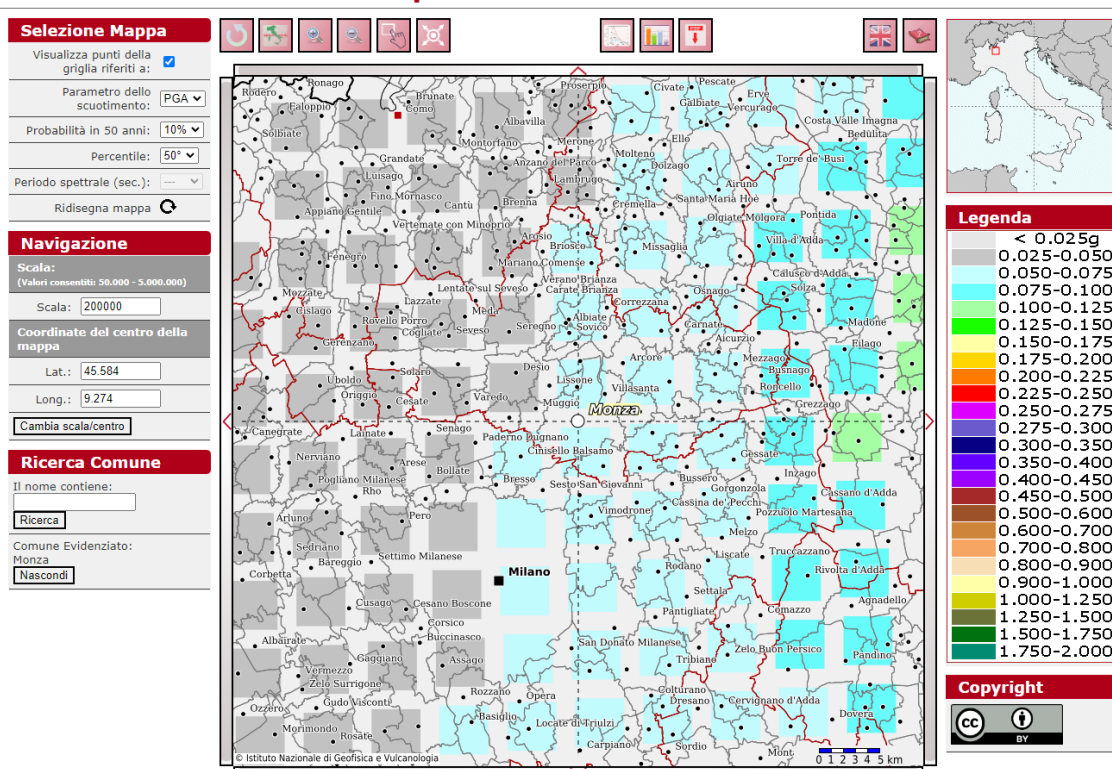 Selezione Mappa
Visualizza punti della
griglia riferiti a:
Parametro dello
scuotimento:
PGA
Probabilità in 50 anni:
10%
Percentile:
50°
Periodo spettrale (sec.):
---
Ridisegna mappa
Navigazione
Scala:
(Valori consentiti: 50.000 - 5.000.000)
Scala:
200000
Coordinate del centro della
mappa
Lat.:
45.584
Long.:
9.274
Cambia scala/centro
Ricerca Comune
Il nome contiene:
Ricerca
Comune Evidenziato:
Monza
Nascondi
Ronago
Proserpio
Civate
Pescate
Rodero
Faloppio
Brunate
Como
Galbiate
Erve
Vercurago
Albavilla
Costa Valle Imagna
Bedulita
Solbiate
Montorfano
Merone
Ello
Grandate
Anzano del Parco
Molteno
Dolzago
Torre de' Busi
Luisago
Lambrugo
Airuno
Fino Mornasco
Cantù
Brenna
Cremella
Santa Maria Hoè
Appiano Gentile
Vertemate con Minoprio
Olgiate Molgora
Pontida
Arosio
Briosco
Missaglia
Villa d'Adda
Fenegrò
Mariano Comense
Calusco d'Adda
Verano Brianza
Carate Brianza
Solza
Mozzate
Lentate sul Seveso
Osnago
Lazzate
Correzzana
Cislago
Meda
Albiate
Rovello Porro
Cogliate
Seveso
Seregno
Sovico
Carnate
Madone
Gerenzano
Aicurzio
Filago
Arcore
Mezzago
Busnago
Solaro
Desio
Uboldo
Lissone
Villasanta
Roncello
Origgio
Cesate
Varedo
Muggiò
Monza
Grezzago
Canegrate
Lainate
Senago
Paderno Dugnano
Nerviano
Cinisello Balsamo
Gessate
Arese
Bollate
Inzago
Pogliano Milanese
Rho
Bresso
Sesto San Giovanni
Bussero
Gorgonzola
Cassano d'Adda
Cassina de' Pecchi
Arluno
Pero
Vimodrone
Pozzuolo Martesana
Melzo
Sedriano
Settimo Milanese
Liscate
Truccazzano
Bareggio
Rodano
Rivolta d'Adda
Corbetta
Milano
Settala
Agnadello
Cusago
Cesano Boscone
Pantigliate
Comazzo
Corsico
Albairate
Buccinasco
San Donato Milanese
Zelo Buon Persico
Gaggiano
Assago
Tribiano
Pandino
Vermezzo
Zelo Surrigone
Rozzano
Opera
Colturano
Dresano
Cervignano d'Adda
Ozzero
Gudo Visconti
Basiglio
Dovera
Morimondo
Rosate
Locate di Triulzi
Carpiano
Sordio
Mont
0 1 2 3 4 5 km
© Istituto Nazionale di Geofisica e Vulcanologia
Legenda
< 0.025g
0.025-0.050
0.050-0.075
0.075-0.100
0.100-0.125
0.125-0.150
0.150-0.175
0.175-0.200
0.200-0.225
0.225-0.250
0.250-0.275
0.275-0.300
0.300-0.350
0.350-0.400
0.400-0.450
0.450-0.500
0.500-0.600
0.600-0.700
0.700-0.800
0.800-0.900
0.900-1.000
1.000-1.250
1.250-1.500
1.500-1.750
1.750-2.000
Copyright
cc
BY